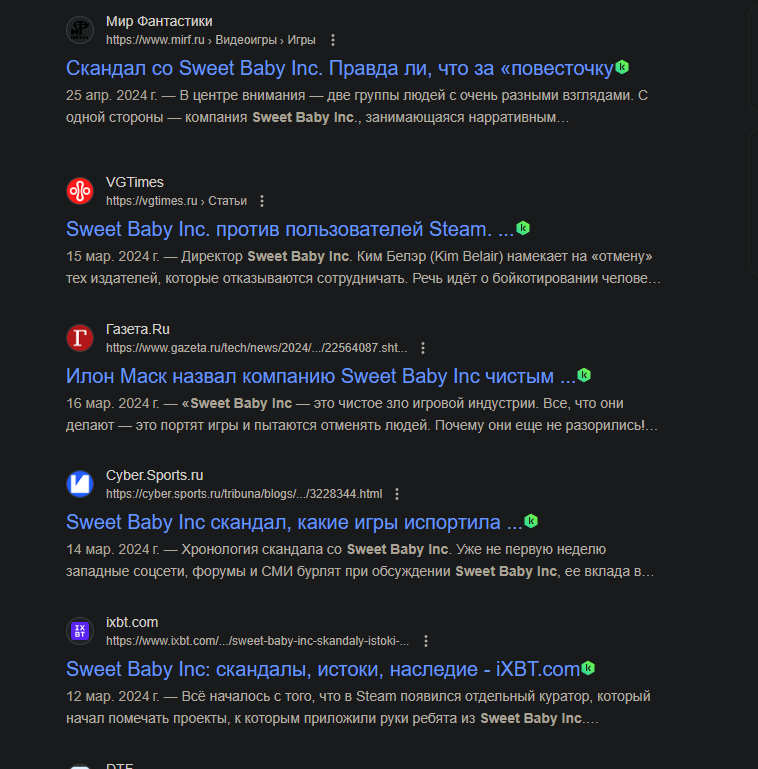 Мир Фантастики
https://www.mirf.ru › Видеоигры › Игры
Скандал со Sweet Baby Inc. Правда ли, что за «повесточку
25 апр. 2024 г. — В центре внимания — две группы людей с очень разными взглядами. С
одной стороны — компания Sweet Baby Inc., занимающаяся нарративным…
VGTimes
https://vgtimes.ru › Статьи
Sweet Baby Inc. против пользователей Steam. ...
15 мар. 2024 г. — Директор Sweet Baby Inc. Ким Белэр (Kim Belair) намекает на «отмену»
тех издателей, которые отказываются сотрудничать. Речь идёт о бойкотировании челове…
Газета.Ru
https://www.gazeta.ru/tech/news/2024/.../22564087.sht...
Илон Маск назвал компанию Sweet Baby Inc чистым ...
16 мар. 2024 г. — «Sweet Baby Inc — это чистое зло игровой индустрии. Все, что они
делают — это портят игры и пытаются отменять людей. Почему они еще не разорились!…
Cyber.Sports.ru
https://cyber.sports.ru/tribuna/blogs/.../3228344.html
Sweet Baby Inc скандал, какие игры испортила ...
14 мар. 2024 г. — Хронология скандала со Sweet Baby Inc. Уже не первую неделю
западные соцсети, форумы и СМИ бурлят при обсуждении Sweet Baby Inc, ее вклада в…
IX
BT
ixbt.com
https://www.ixbt.com/.../sweet-baby-inc-skandaly-istoki-...
Sweet Baby Inc: скандалы, истоки, наследие - iXBT.com
12 мар. 2024 г. — Всё началось с того, что в Steam появился отдельный куратор, который
начал помечать проекты, к которым приложили руки ребята из Sweet Baby Inc.…